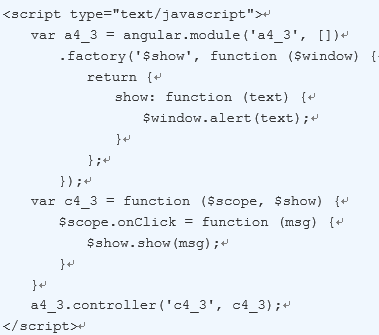 <script type="text/javascript">↵
var a4_3 = angular.module('a4_3', [])
.factory('$show', function ($window) {↵
return {↵
show: function (text) {↵
$window.alert(text);↵
}↵
};↵
});↵
var c4_3 = function ($scope, $show) {↵
$scope.onClick = function (msg) {↵
$show.show(msg);↵
}↵
}↵
a4_3.controller('c4_3', c4_3);↵
</script>↵